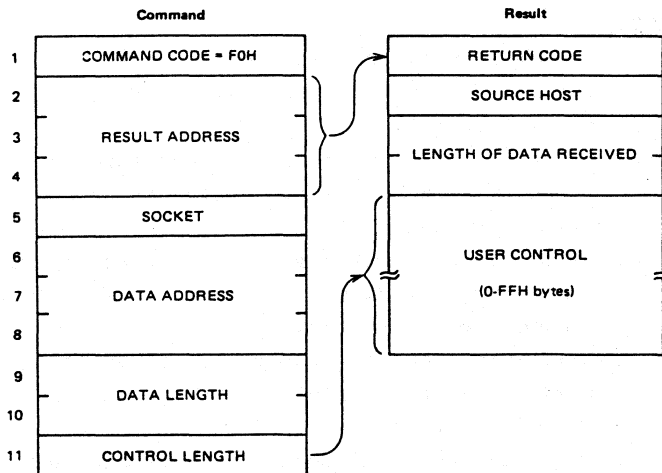 Command
Result
1 COMMAND CODE = F0H
2
3 RESULT ADDRESS
4
5 SOCKET
6
7 DATA ADDRESS
8
9
DATA LENGTH
10
11 CONTROL LENGTH
RETURN CODE
SOURCE HOST
LENGTH OF DATA RECEIVED
USER CONTROL
(0-FFH bytes)